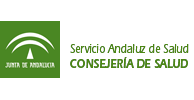 JUNTA DE ANDALUCIA
Servicio Andaluz de Salud
CONSEJERÍA DE SALUD